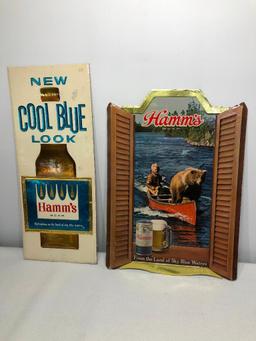 NEW
COOL BLUE
LOOK
Hamm's
BEER
Hamm's
BEER
From the Land of Sky Blue Waters